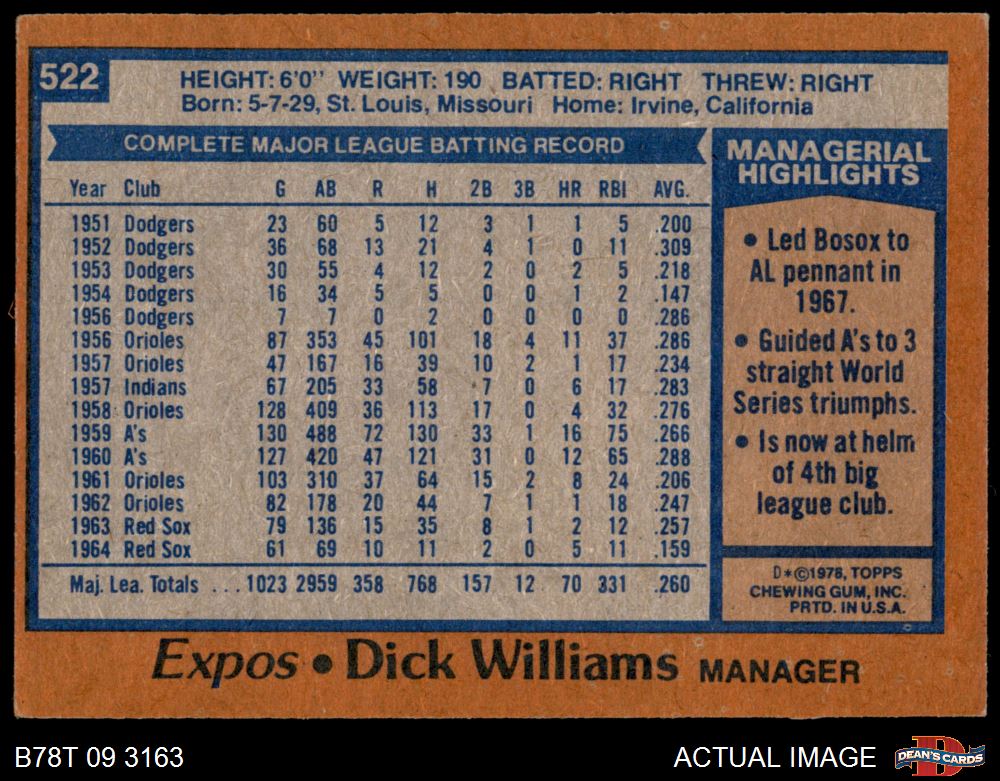 522
HEIGHT: 6'0" WEIGHT: 190 BATTED: RIGHT THREW: RIGHT
Born: 5-7-29, St. Louis, Missouri Home: Irvine, California
COMPLETE MAJOR LEAGUE BATTING RECORD
Year Club G AB R H 2B 3B HR RBI AVG.
1951 Dodgers 23 60 5 12 3 1 1 5 .200
1952 Dodgers 36 68 13 21 4 1 0 11 .309
1953 Dodgers 30 55 4 12 2 0 2 5 .218
1954 Dodgers 16 34 5 5 0 0 1 2 .147
1956 Dodgers 7 7 0 2 0 0 0 0 .286
1956 Orioles 87 353 45 101 18 4 11 37 .286
1957 Orioles 47 167 16 39 10 2 1 17 .234
1957 Indians 67 205 33 58 7 0 6 17 .283
1958 Orioles 128 409 36 113 17 0 4 32 .276
1959 A's 130 488 72 130 33 1 16 75 .266
1960 A's 127 420 47 121 31 0 12 65 .288
1961 Orioles 103 310 37 64 15 2 8 24 .206
1962 Orioles 82 178 20 44 7 1 1 18 .247
1963 Red Sox 79 136 15 35 8 1 2 12 .257
1964 Red Sox 61 69 10 11 2 0 5 11 .159
Maj. Lea. Totals ... 1023 2959 358 768 157 12 70 331 .260
MANAGERIAL
HIGHLIGHTS
• Led Bosox to
AL pennant in
1967.
• Guided A's to 3
straight World
Series triumphs.
• Is now at helm
of 4th big
league club.
D*©1978, TOPPS
CHEWING GUM, INC.
PRTD. IN U.S.A.
Expos • Dick Williams MANAGER
B78T 09 3163
ACTUAL IMAGE
D
DEAN'S CARDS